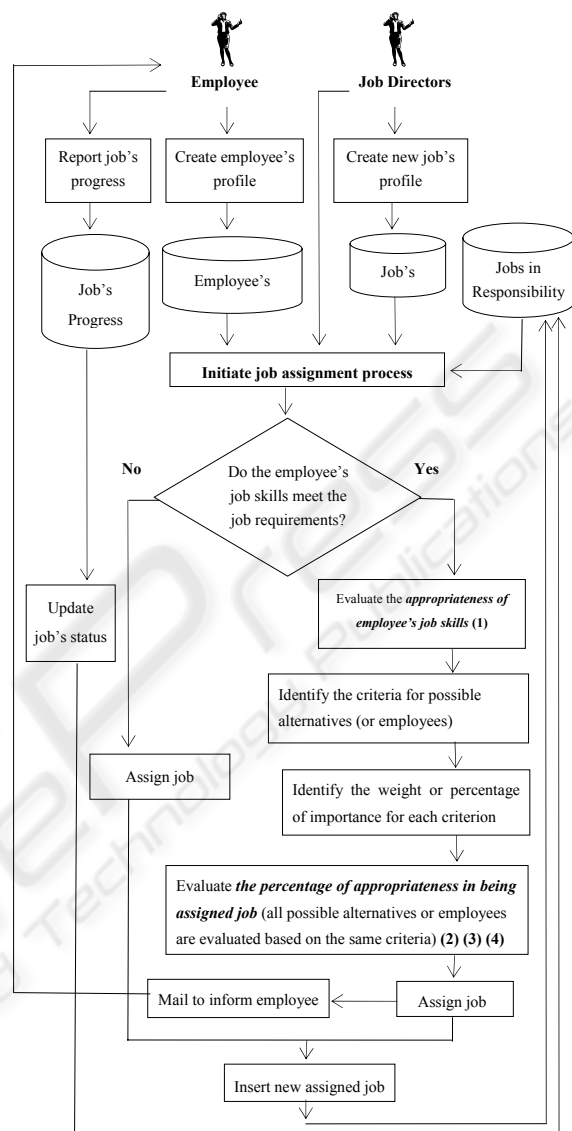 Employee
Job Directors
Report job's
progress
Create employee's
profile
Create new job's
profile
Job's
Progress
Employee's
Job's
Jobs in
Responsibility
Initiate job assignment process
No
Yes
Do the employee's
job skills meet the
job requirements?
Update
job's status
Evaluate the appropriateness of
employee's job skills (1)
Identify the criteria for possible
alternatives (or employees)
Assign job
Identify the weight or percentage
of importance for each criterion
Evaluate the percentage of appropriateness in being
assigned job (all possible alternatives or employees
are evaluated based on the same criteria) (2) (3) (4)
Mail to inform employee
Assign job
Insert new assigned job
Press
Technology Publications